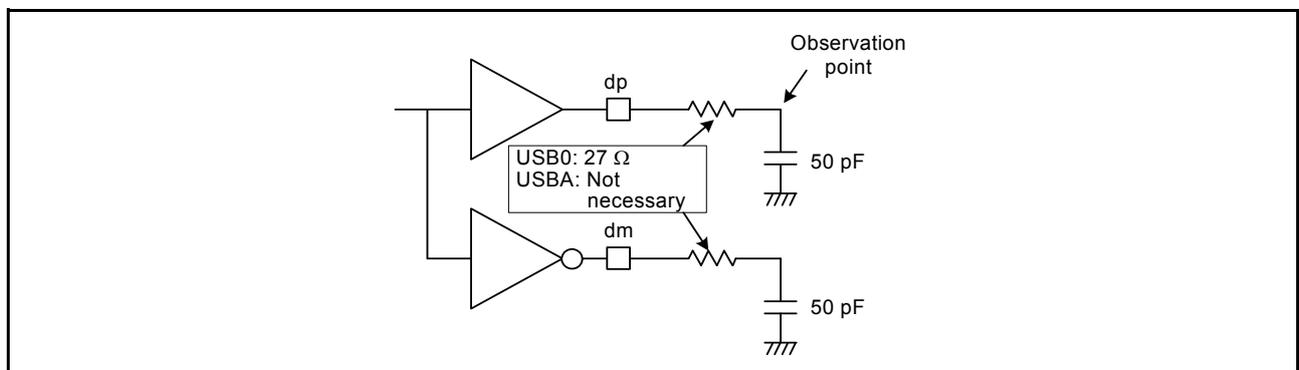 Observation
point
dp
USB0: 27 Ω
USBA: Not
necessary
50 pF
dm
50 pF